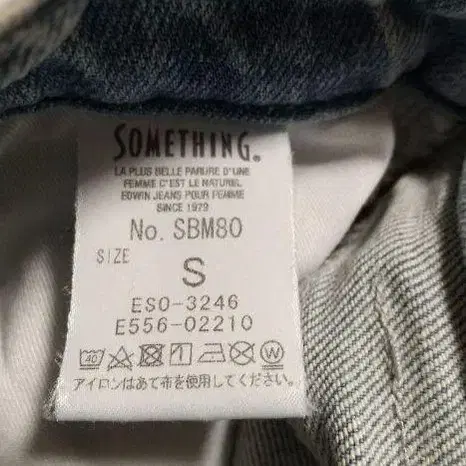 SOMETHING®
LA PLUS BELLE PARURE D'UNE
FEMME C'EST LE NATUREL
EDWIN JEANS POUR FEMME
SINCE 1979
No. SBM80
SIZE
S
ESO-3246
E556-02210
40 W
アイロンはあて布を使用してください。